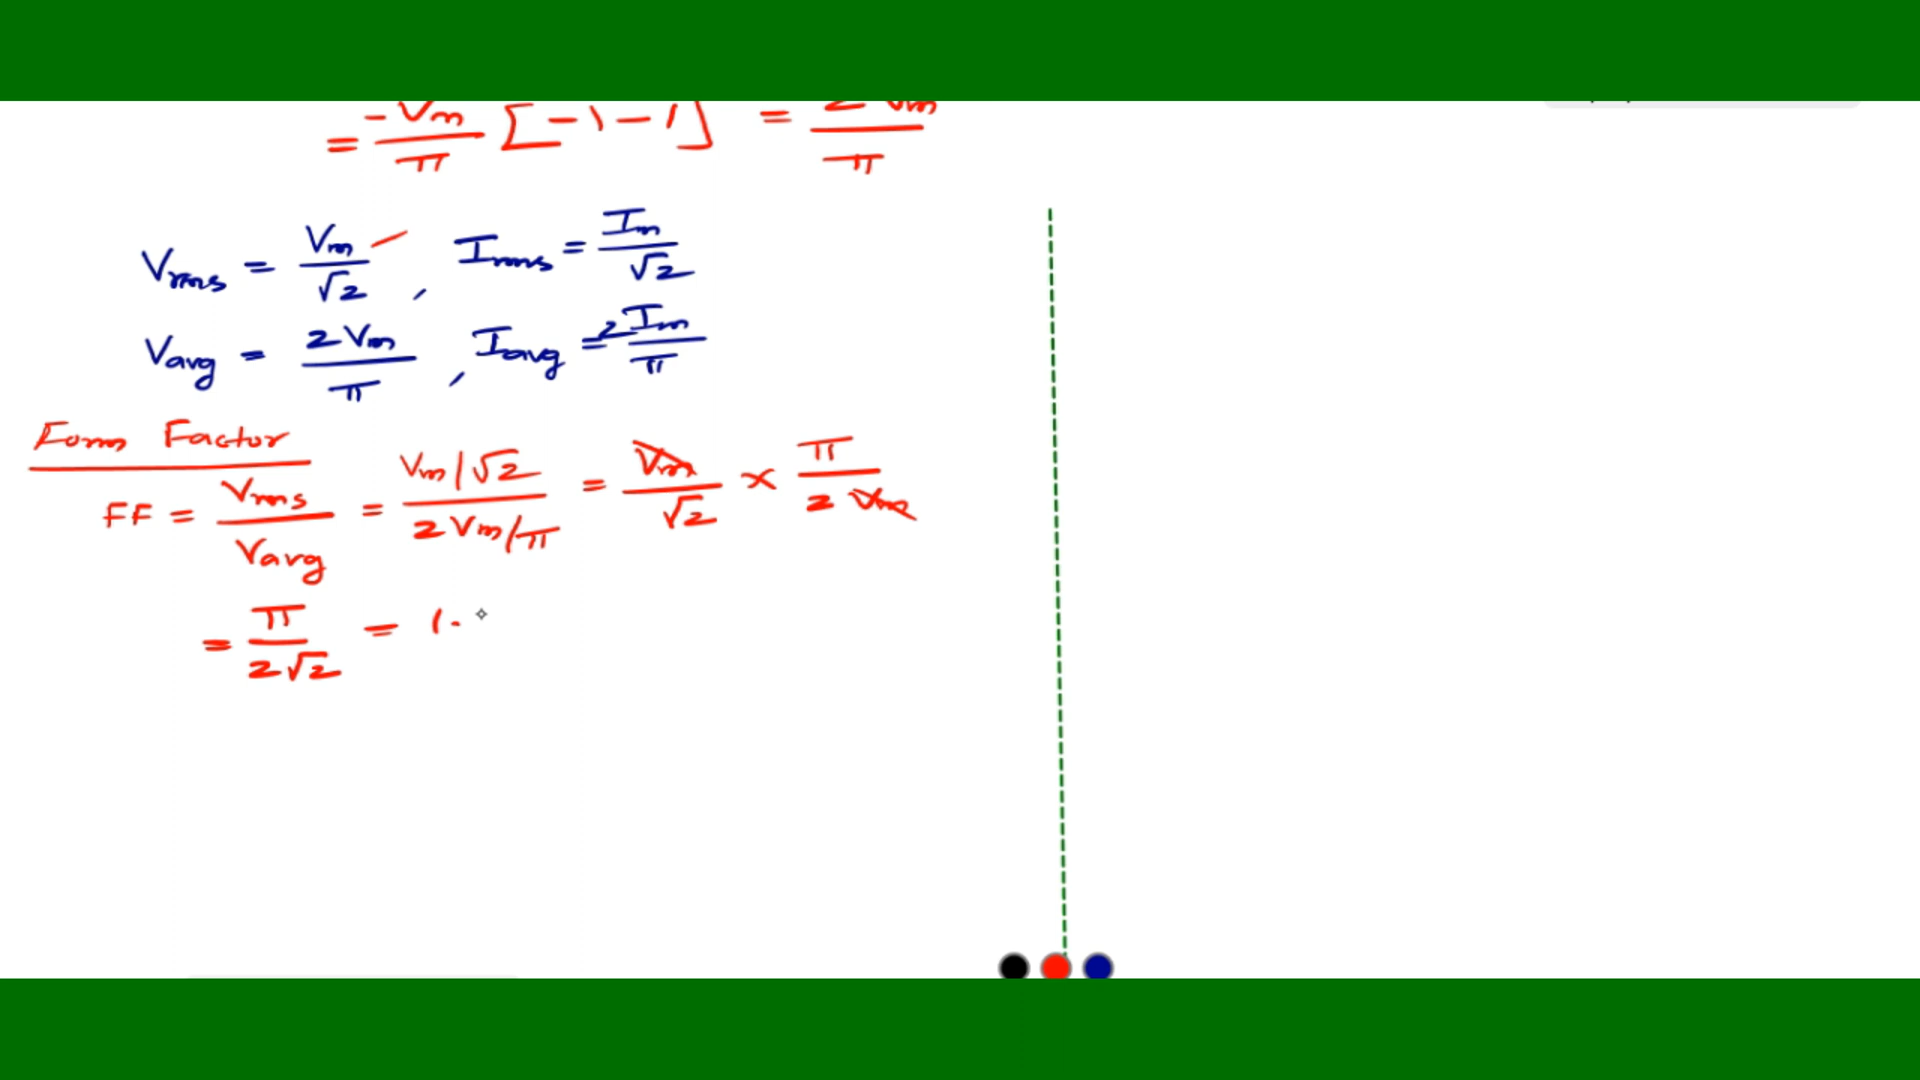 = -Vm/π [-1-1] = 2Vm/π
Vrms = Vm/√2 , Irms = Im/√2
Vavg = 2Vm/π , Iavg = 2Im/π
Form Factor
FF = Vrms/Vavg = Vm/√2 / 2Vm/π = Vm/√2 × π/2Vm
= π/2√2 = 1.